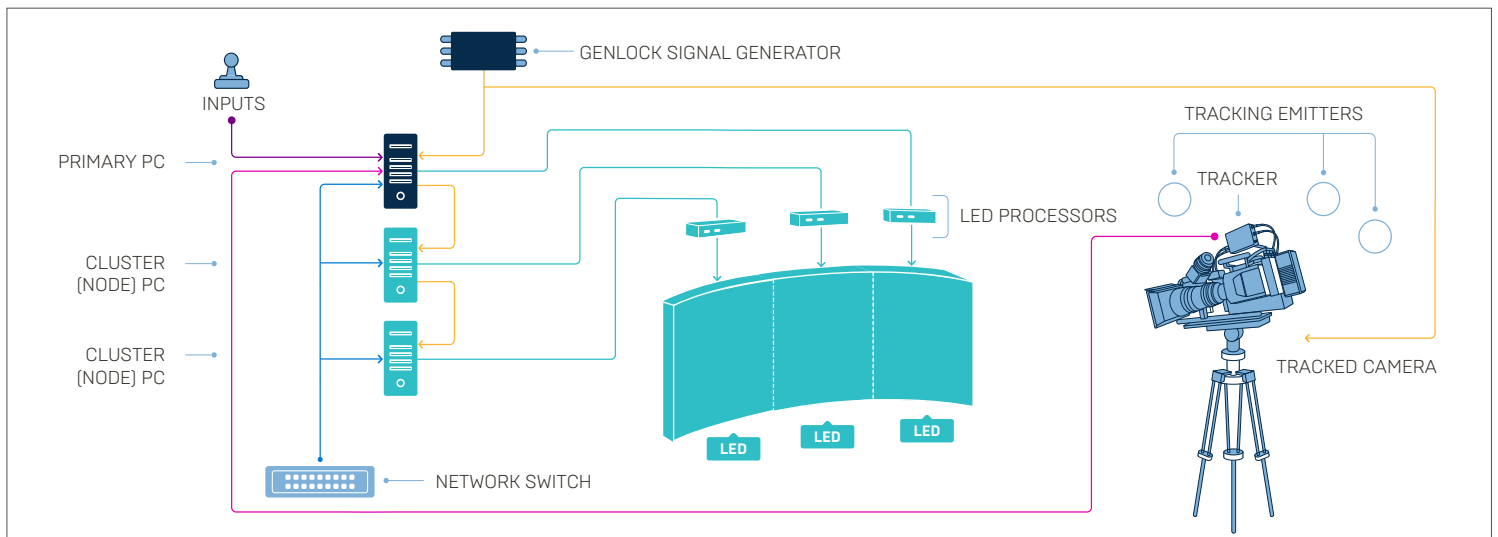 GENLOCK SIGNAL GENERATOR
INPUTS
TRACKING EMITTERS
PRIMARY PC
TRACKER
LED PROCESSORS
CLUSTER
(NODE) PC
CLUSTER
(NODE) PC
TRACKED CAMERA
LED
LED
LED
NETWORK SWITCH